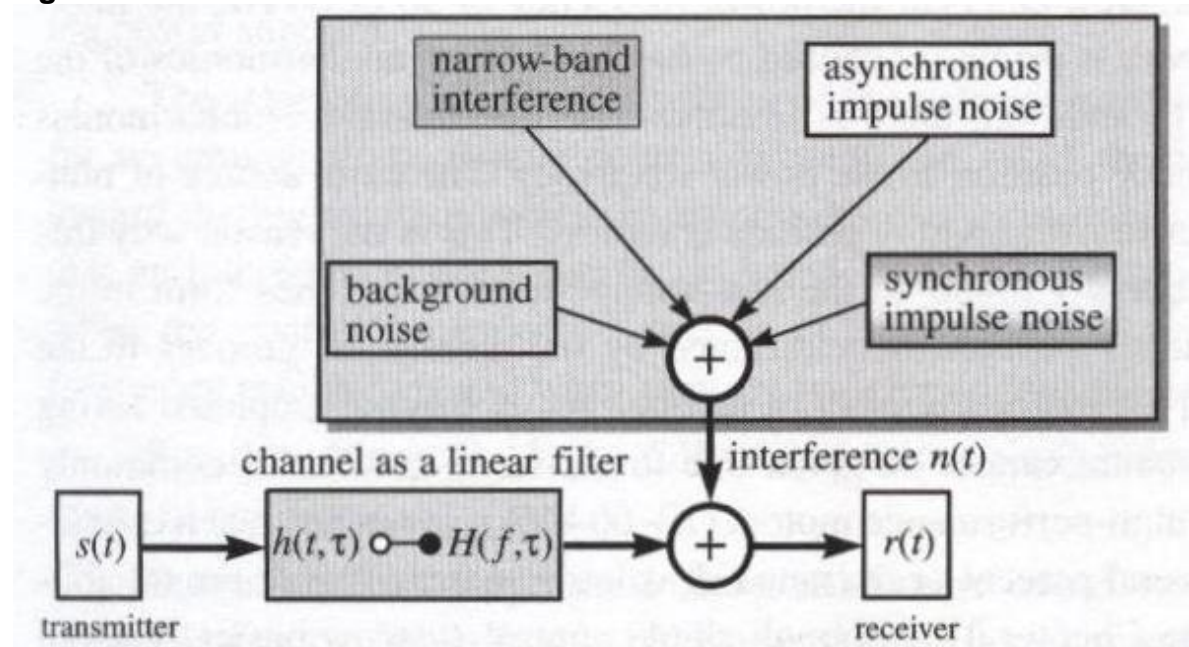 narrow-band
interference
asynchronous
impulse noise
background
noise
synchronous
impulse noise
+
channel as a linear filter
interference n(t)
s(t)
h(t,τ) H(f,τ)
+
r(t)
transmitter
receiver